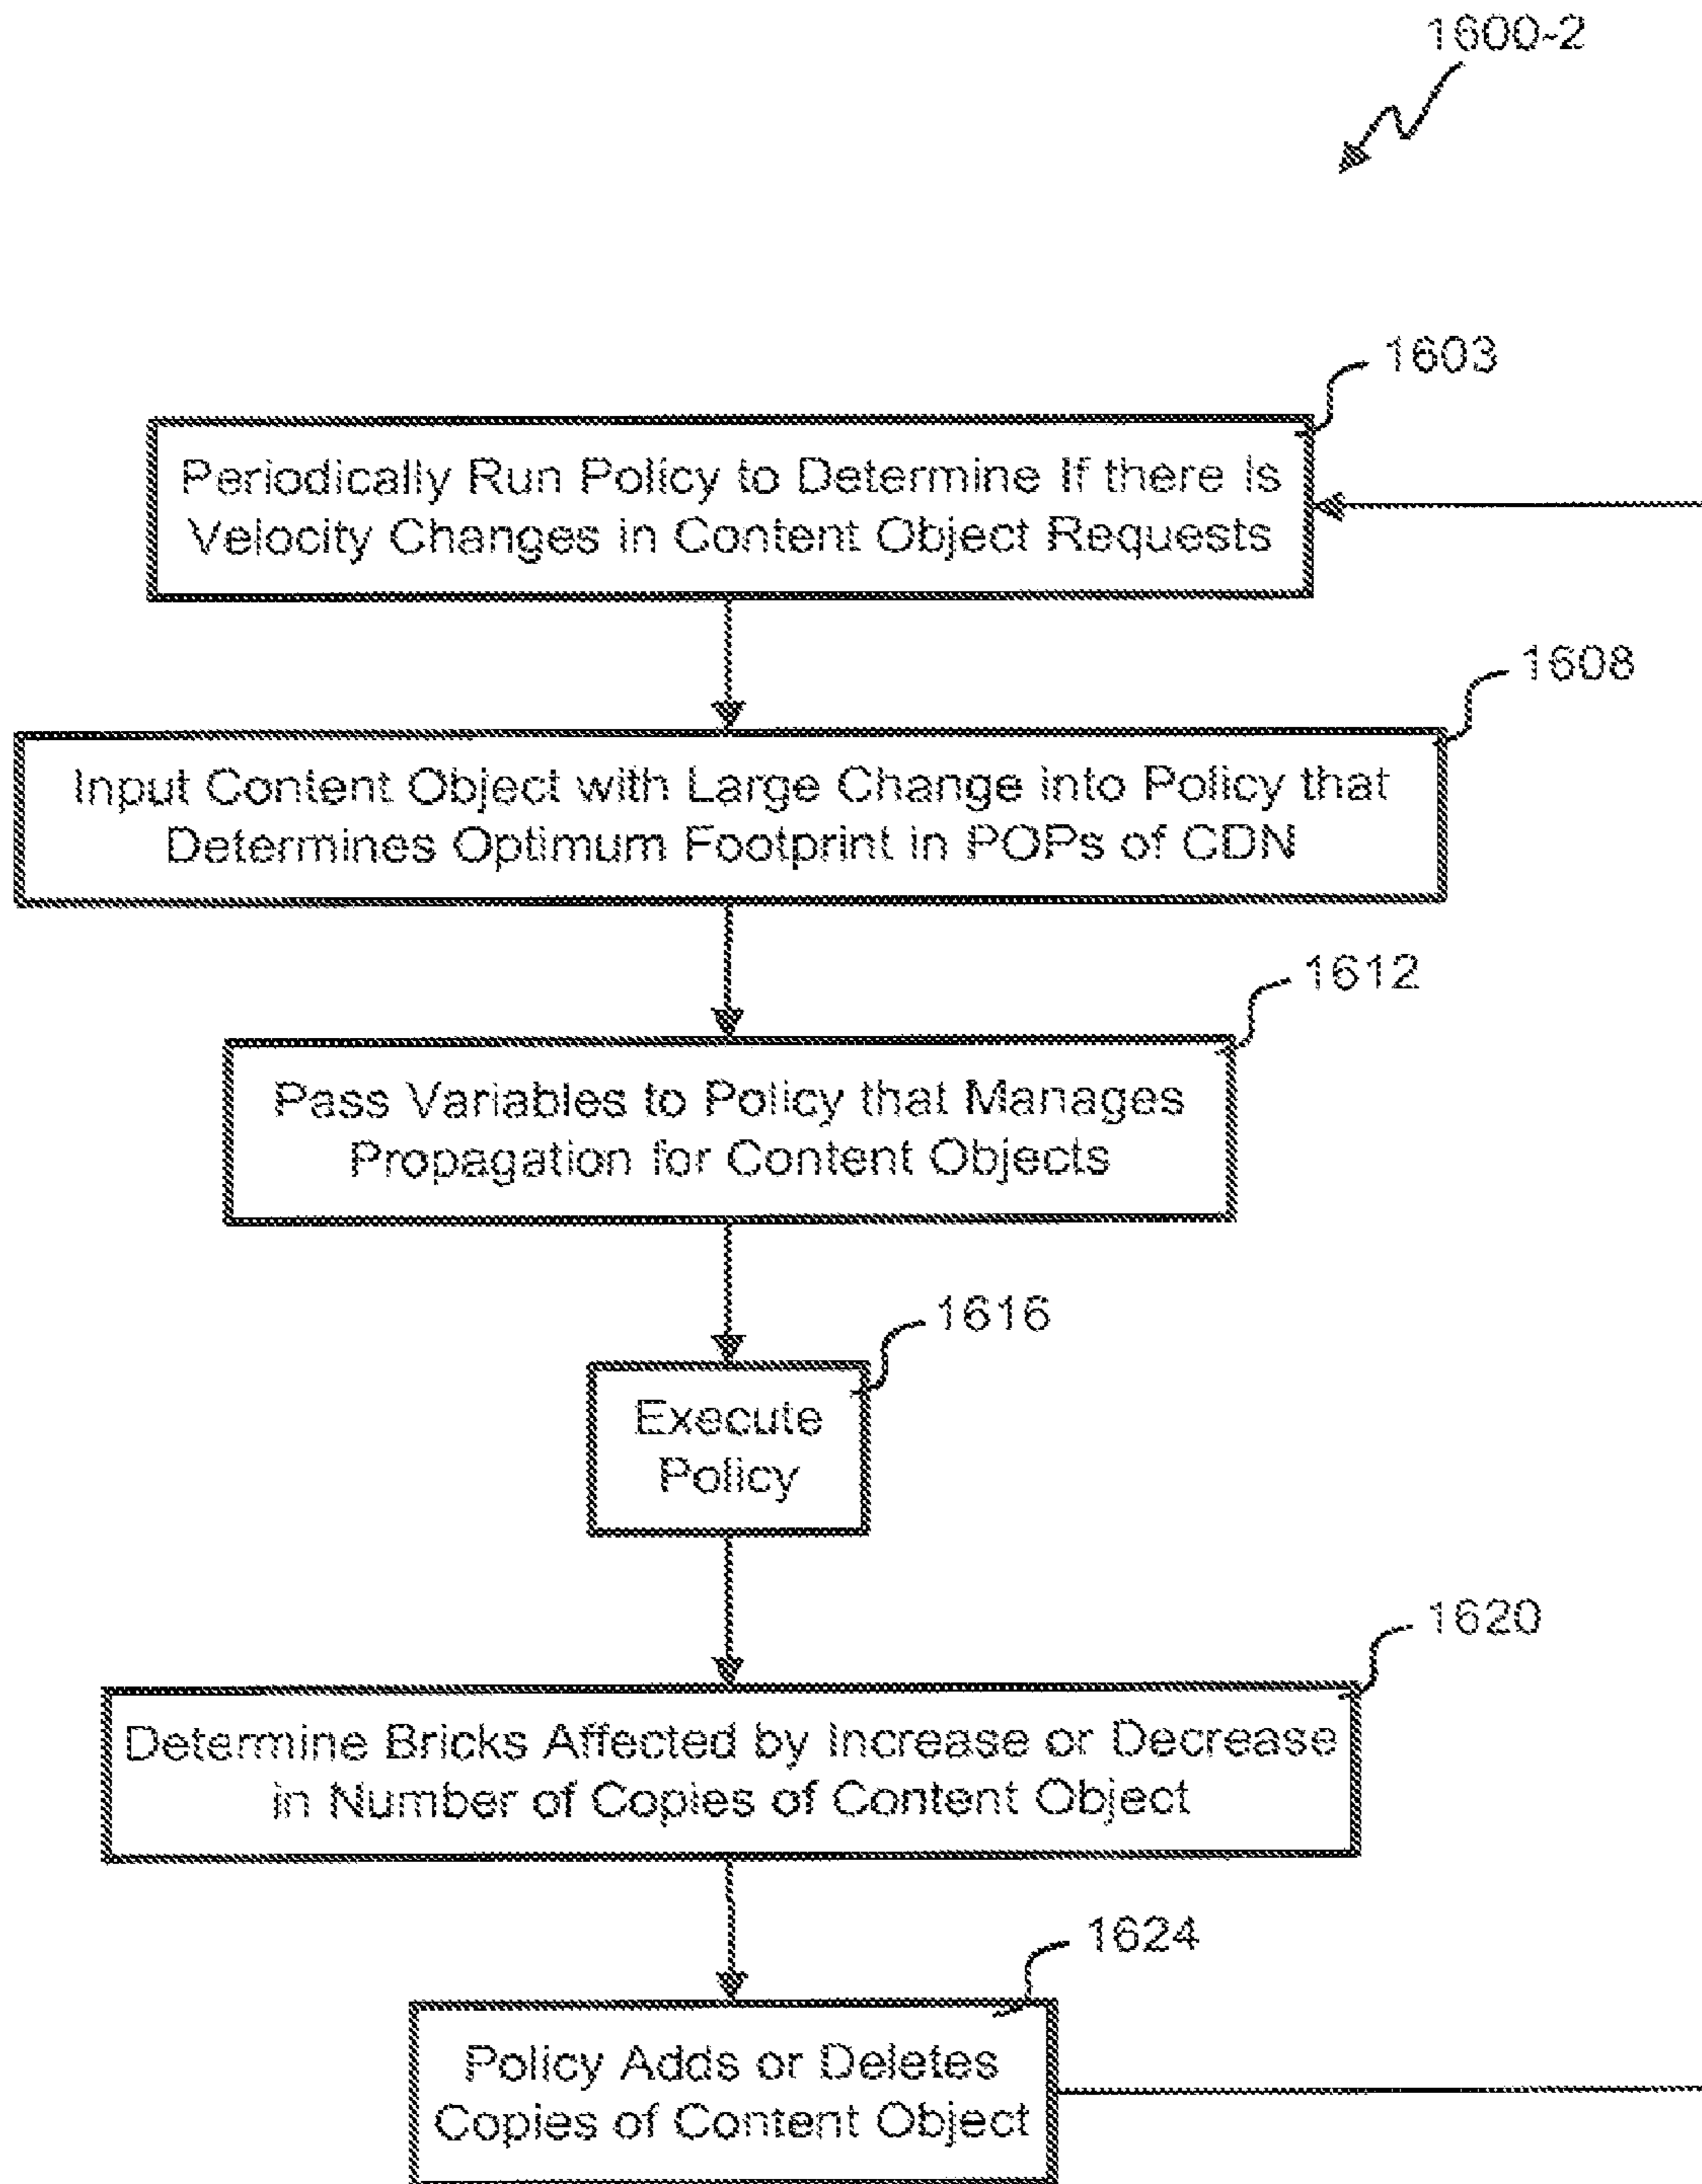 1600-2
1603
Periodically Run Policy to Determine If there is
Velocity Changes in Content Object Requests
1608
Input Content Object with Large Change into Policy that
Determines Optimum Footprint in POPs of CDN
1612
Pass Variables to Policy that Manages
Propagation for Content Objects
1616
Execute
Policy
1620
Determine Bricks Affected by Increase or Decrease
in Number of Copies of Content Object
1624
Policy Adds or Deletes
Copies of Content Object